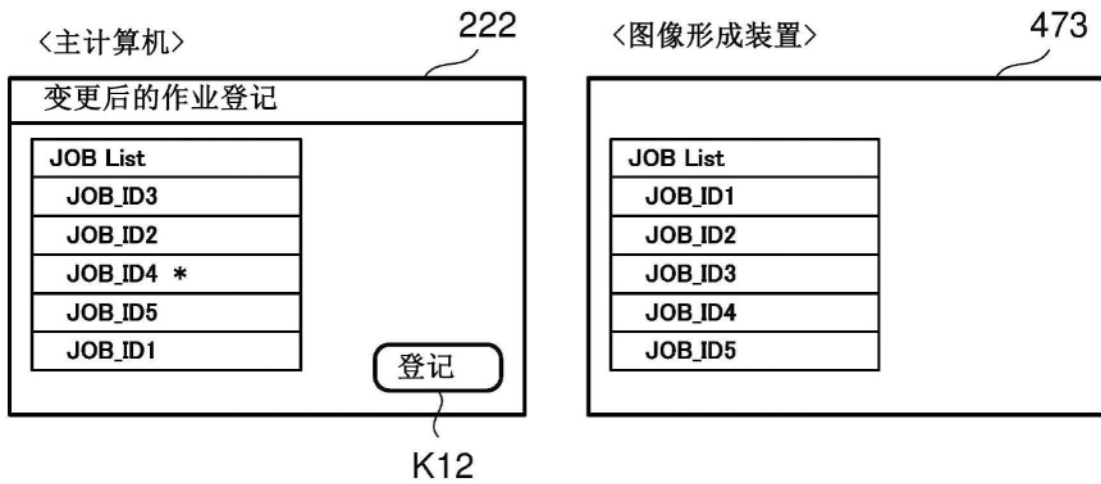 <主计算机>
222
变更后的作业登记
JOB List
JOB_ID3
JOB_ID2
JOB_ID4 *
JOB_ID5
JOB_ID1
登记
K12
<图像形成装置>
473
JOB List
JOB_ID1
JOB_ID2
JOB_ID3
JOB_ID4
JOB_ID5